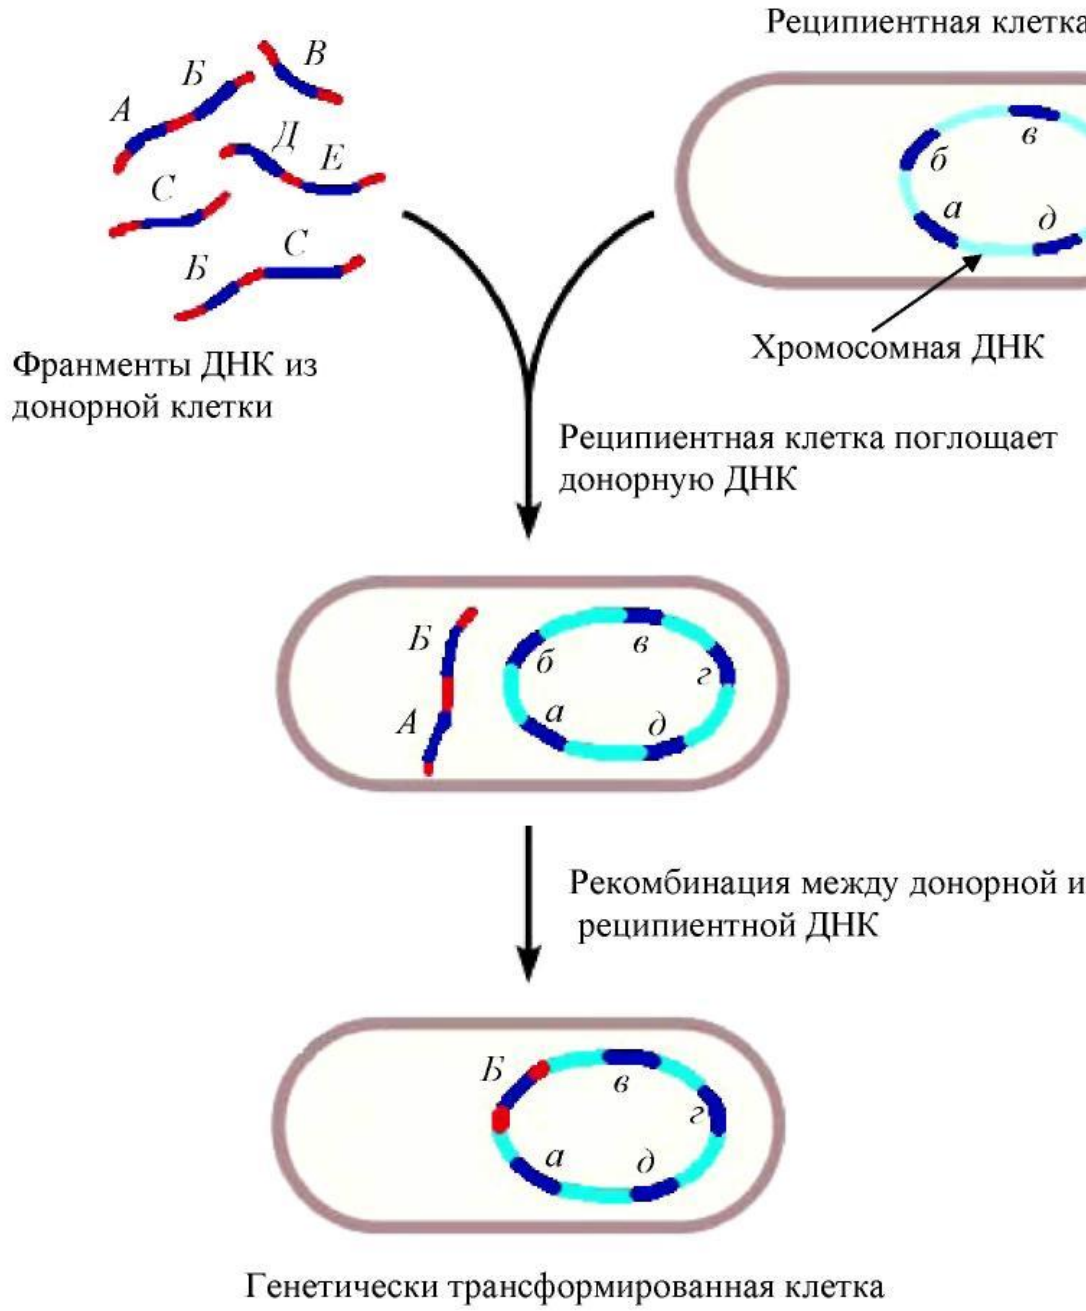 Реципиентная клетка
В
Б
А
Д
Е
С
С
Б
в
б
а
д
Хромосомная ДНК
Франменты ДНК из
донорной клетки
Реципиентная клетка поглощает
донорную ДНК
Б
А
б
в
г
а
д
Рекомбинация между донорной и
реципиентной ДНК
Б
в
г
а
д
Генетически трансформированная клетка